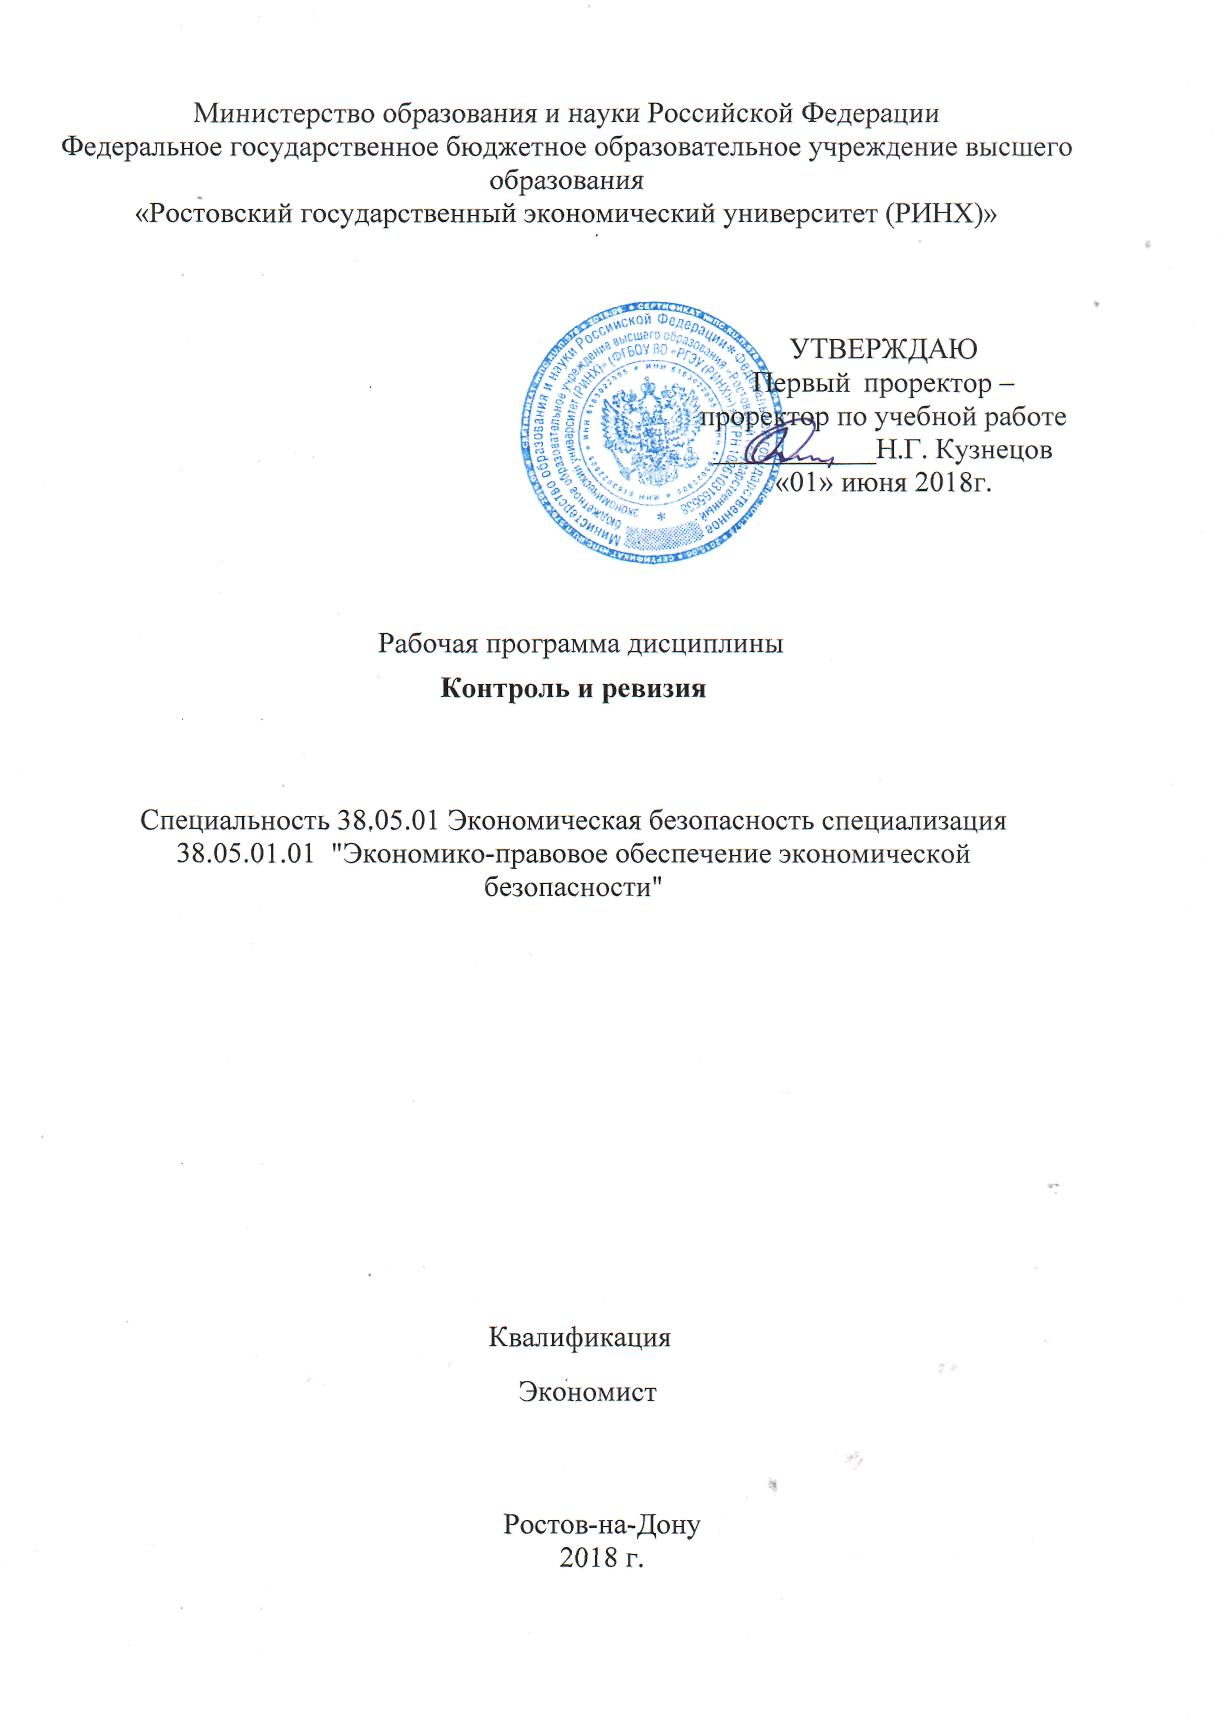 Министерство образования и науки Российской Федерации
Федеральное государственное бюджетное образовательное учреждение высшего
образования
«Ростовский государственный экономический университет (РИНХ)»
УТВЕРЖДАЮ
Первый проректор –
проректор по учебной работе
____________Н.Г. Кузнецов
«01» июня 2018г.
Рабочая программа дисциплины
Контроль и ревизия
Специальность 38.05.01 Экономическая безопасность специализация
38.05.01.01 "Экономико-правовое обеспечение экономической
безопасности"
Квалификация
Экономист
Ростов-на-Дону
2018 г.